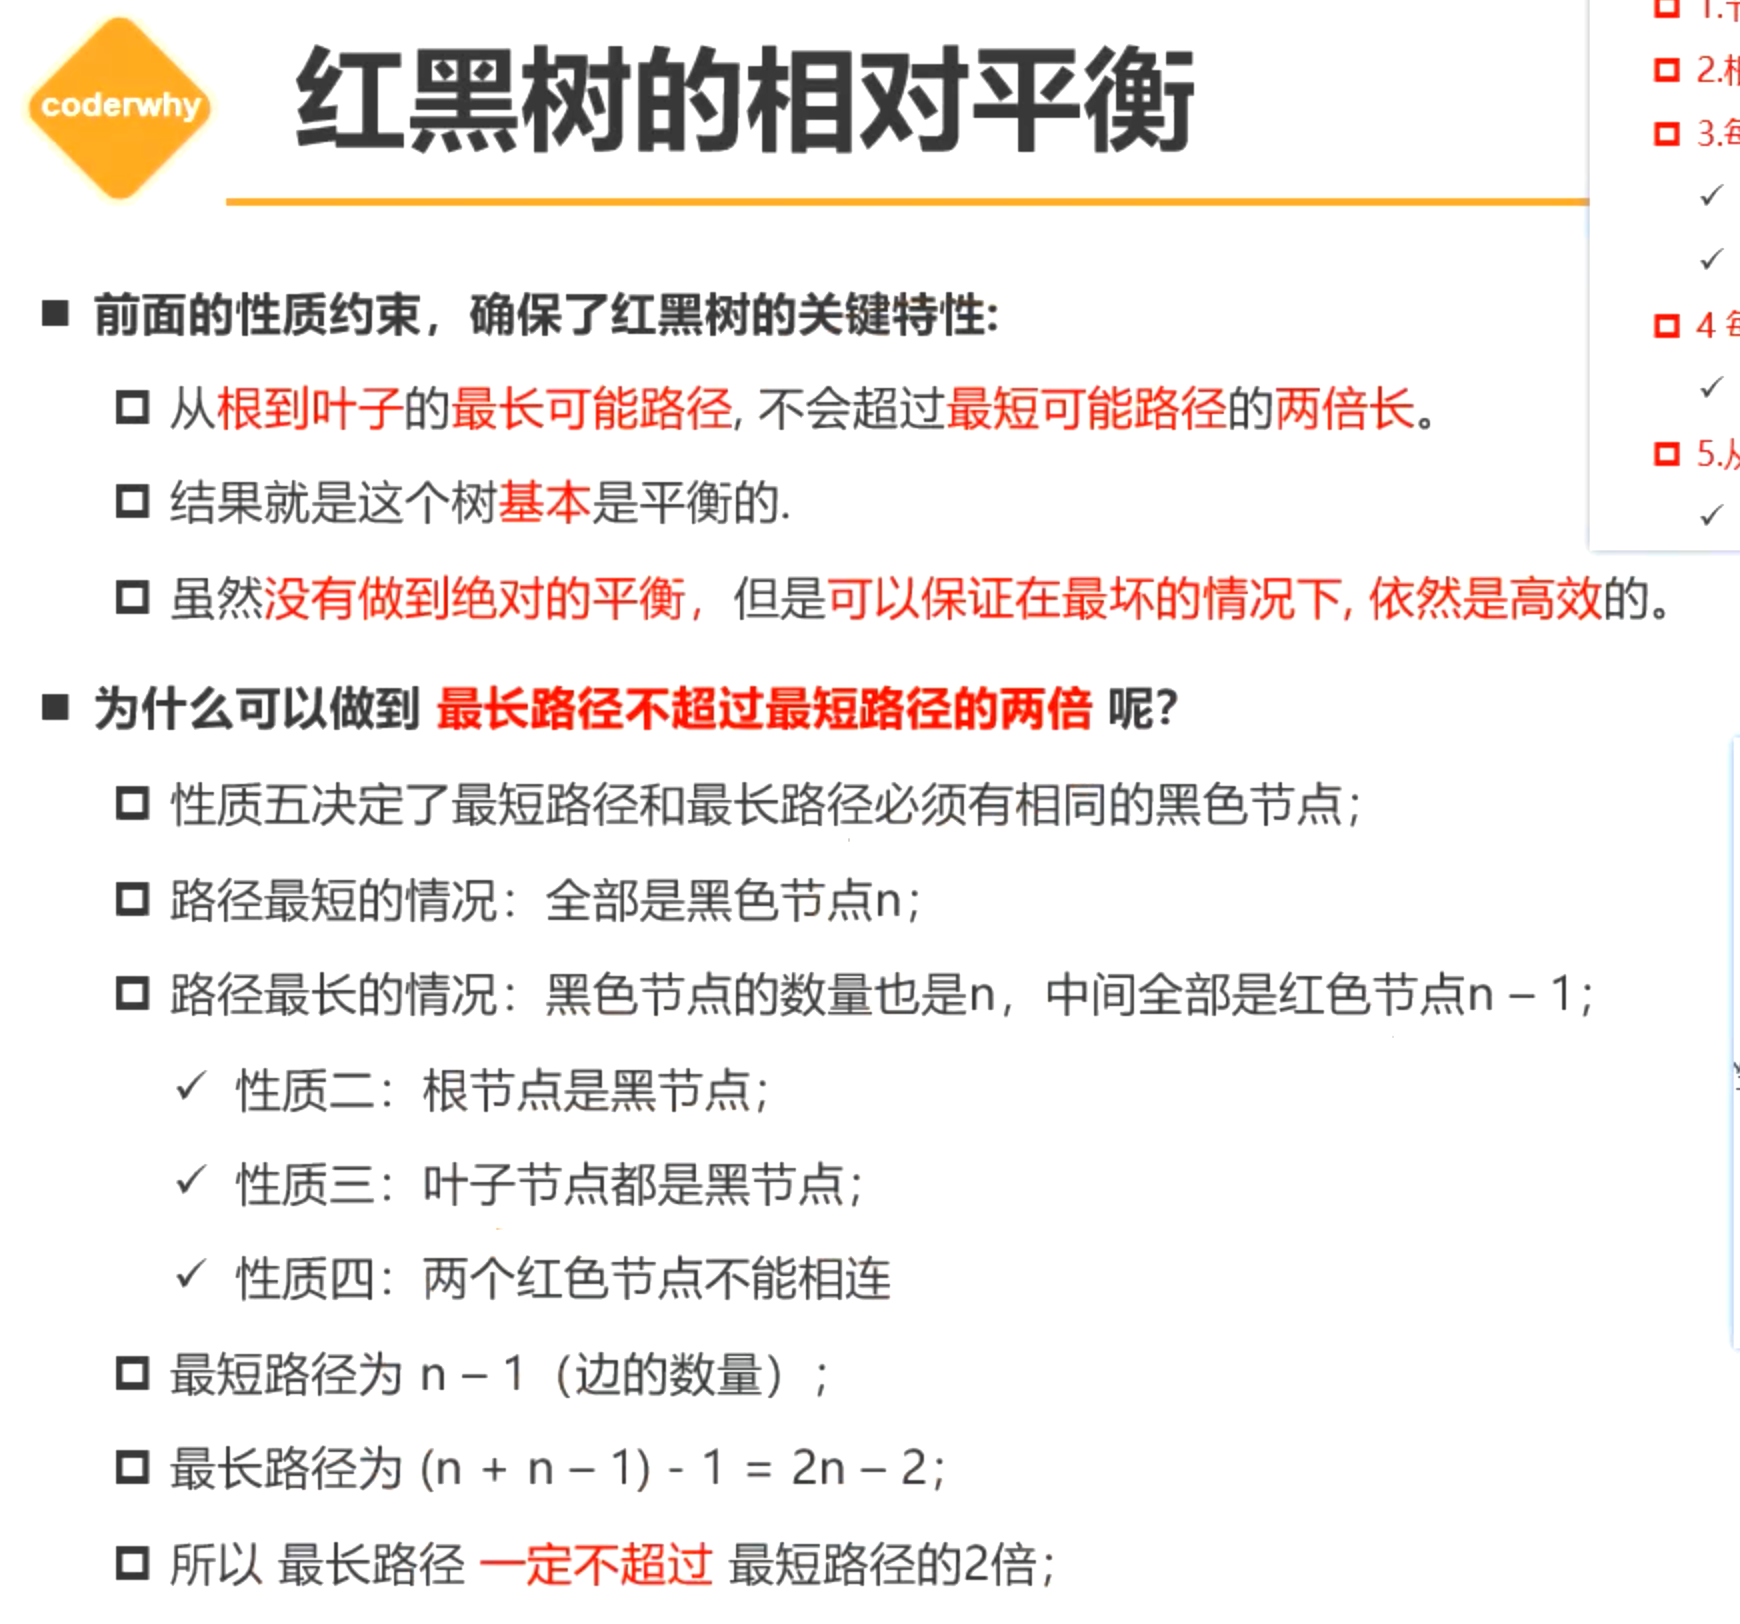 coderwhy
红黑树的相对平衡
前面的性质约束，确保了红黑树的关键特性:
从根到叶子的最长可能路径, 不会超过最短可能路径的两倍长。
结果就是这个树基本是平衡的.
虽然没有做到绝对的平衡，但是可以保证在最坏的情况下, 依然是高效的。
为什么可以做到 最长路径不超过最短路径的两倍 呢?
性质五决定了最短路径和最长路径必须有相同的黑色节点;
路径最短的情况：全部是黑色节点n;
路径最长的情况：黑色节点的数量也是n，中间全部是红色节点n – 1;
✓ 性质二：根节点是黑节点;
✓ 性质三：叶子节点都是黑节点;
✓ 性质四：两个红色节点不能相连
最短路径为 n – 1（边的数量）;
最长路径为 (n + n – 1) - 1 = 2n – 2;
所以 最长路径 一定不超过 最短路径的2倍;
2.
3.每
4 每
5.从